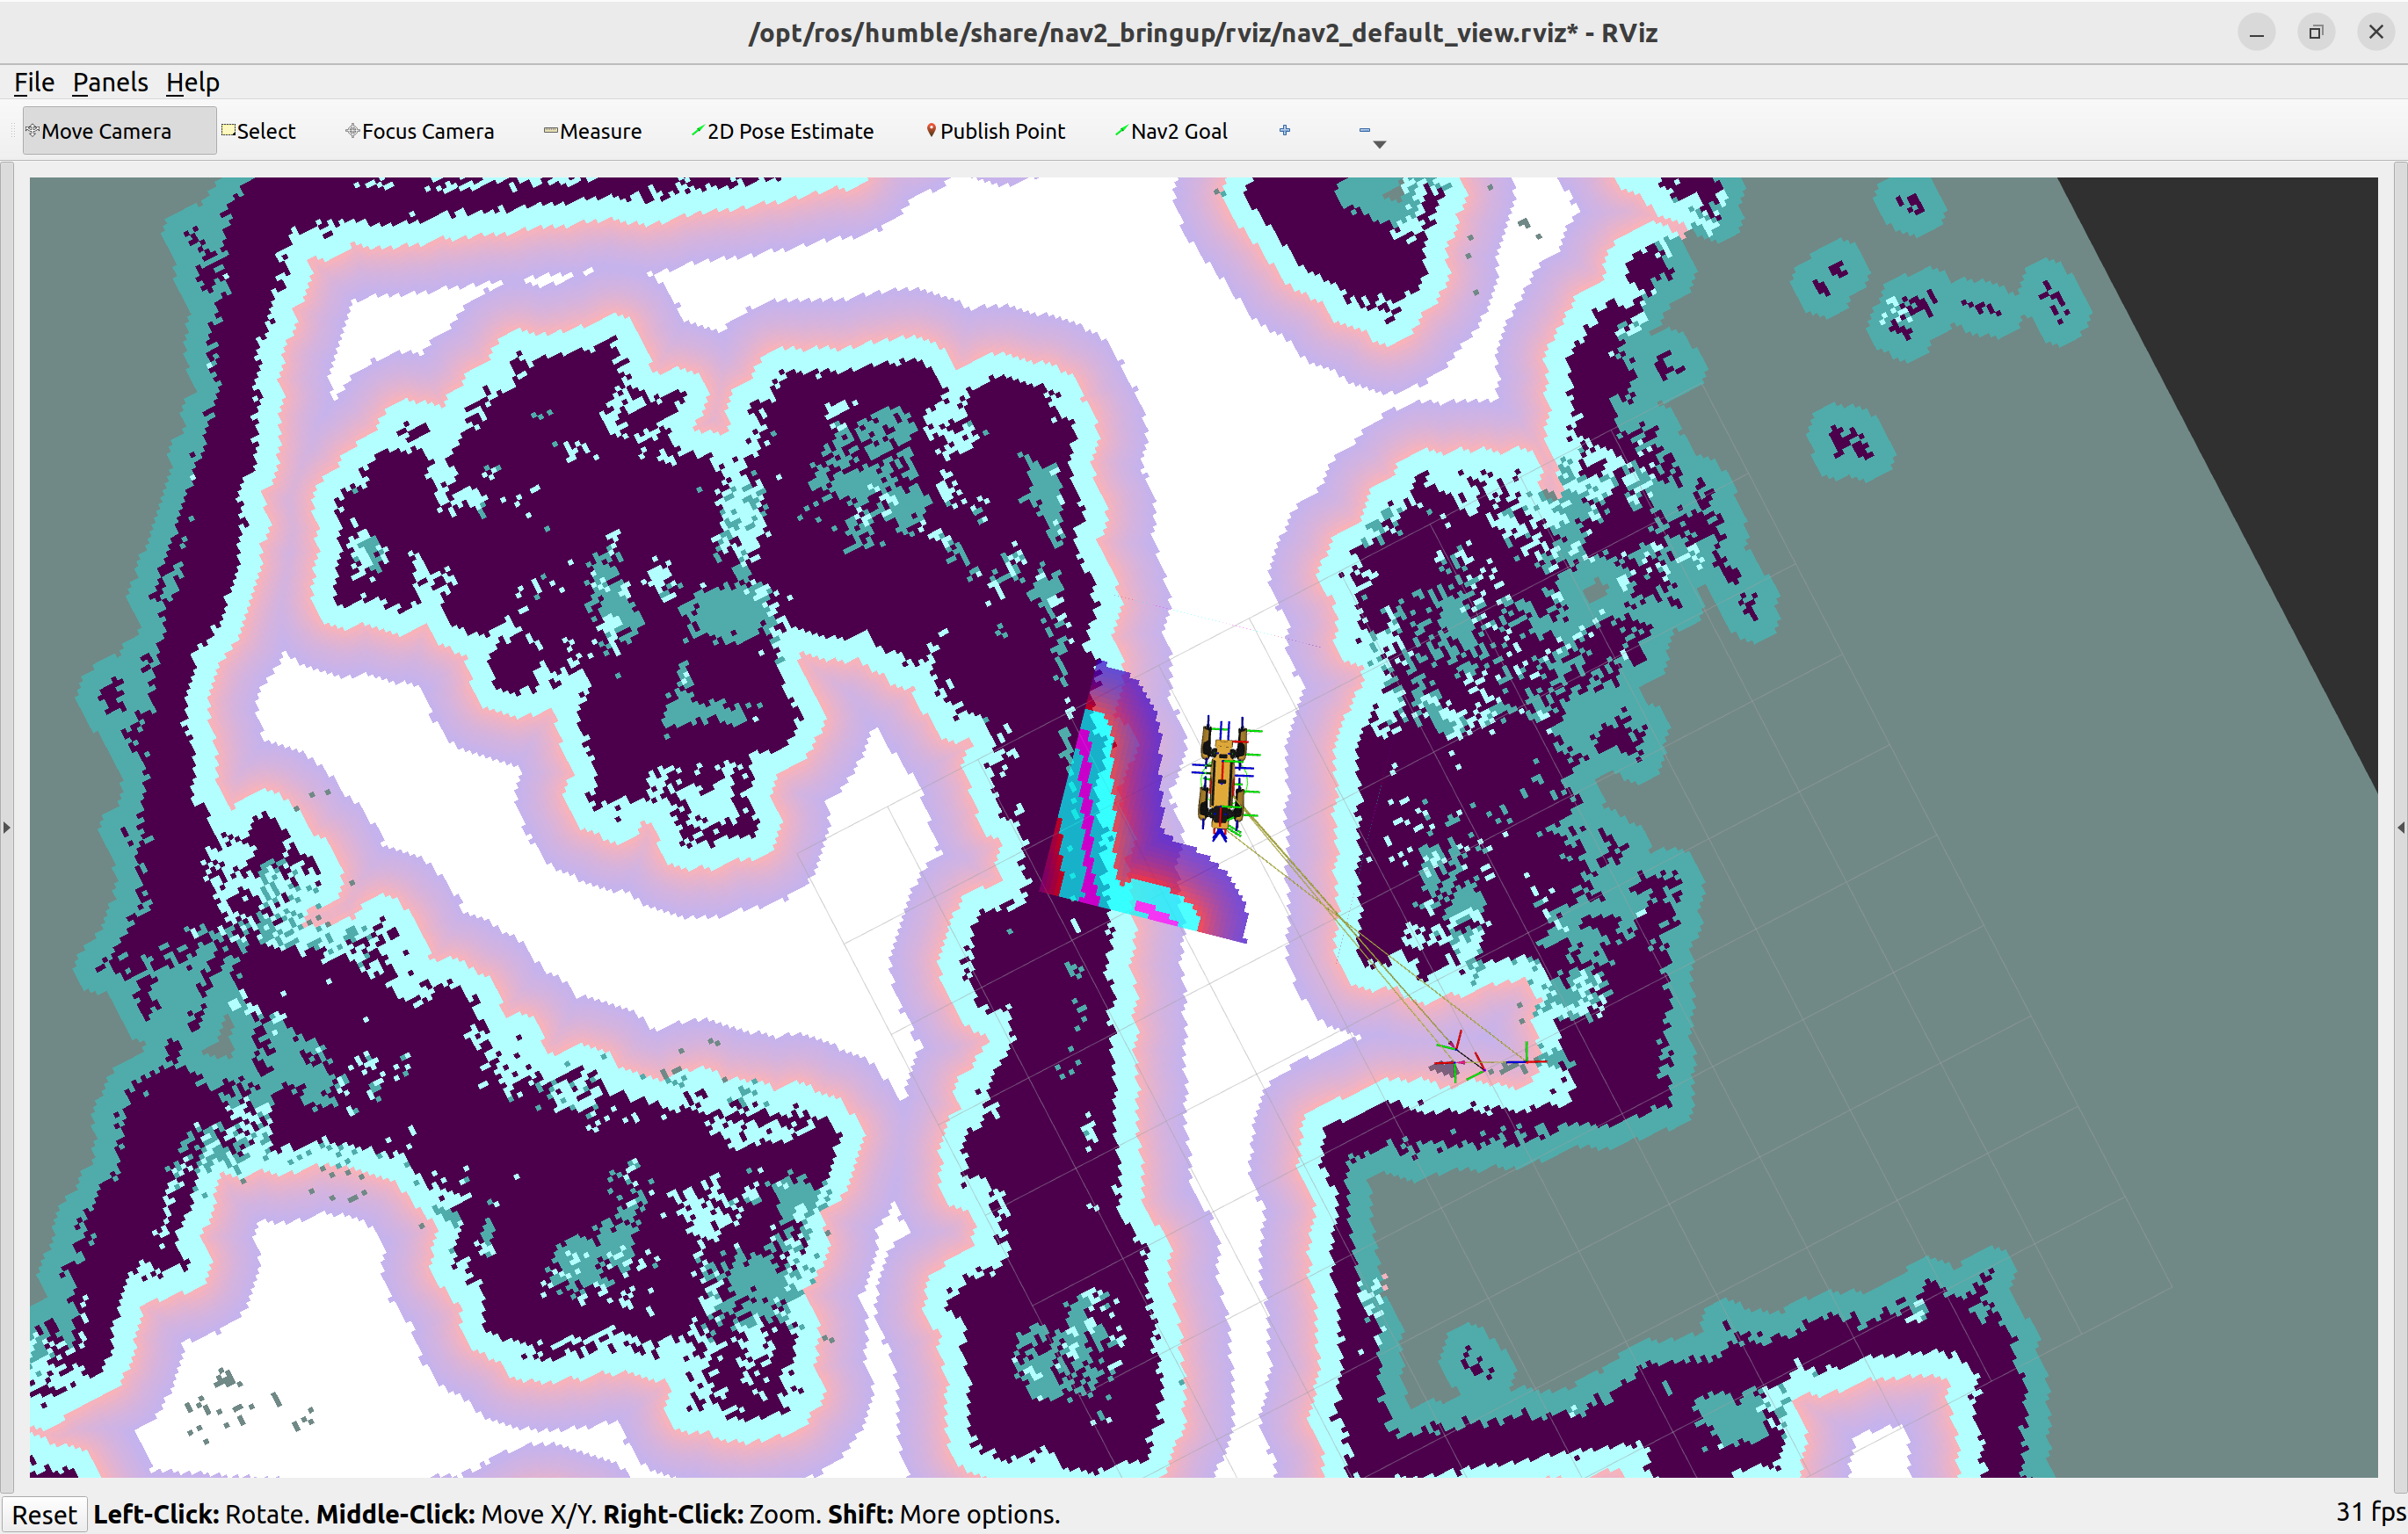 /opt/ros/humble/share/nav2_bringup/rviz/nav2_default_view.rviz* - RViz
File Panels Help
Move Camera Select Focus Camera Measure 2D Pose Estimate Publish Point Nav2 Goal
Reset Left-Click: Rotate. Middle-Click: Move X/Y. Right-Click: Zoom. Shift: More options. 31 fps